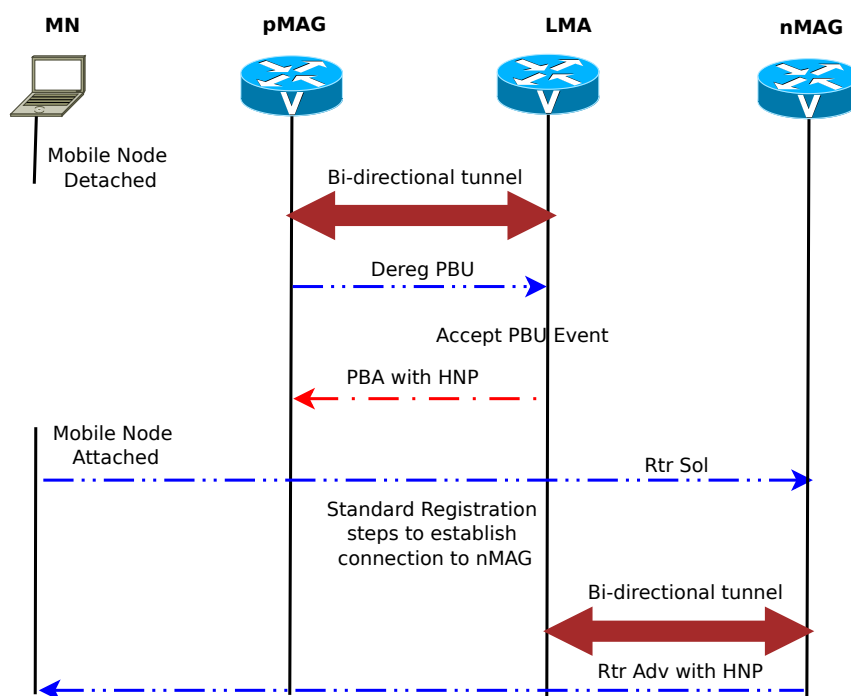 MN
pMAG
LMA
nMAG
Mobile Node
Detached
Bi-directional tunnel
Dereg PBU
Accept PBU Event
PBA with HNP
Mobile Node
Attached
Rtr Sol
Standard Registration
steps to establish
connection to nMAG
Bi-directional tunnel
Rtr Adv with HNP